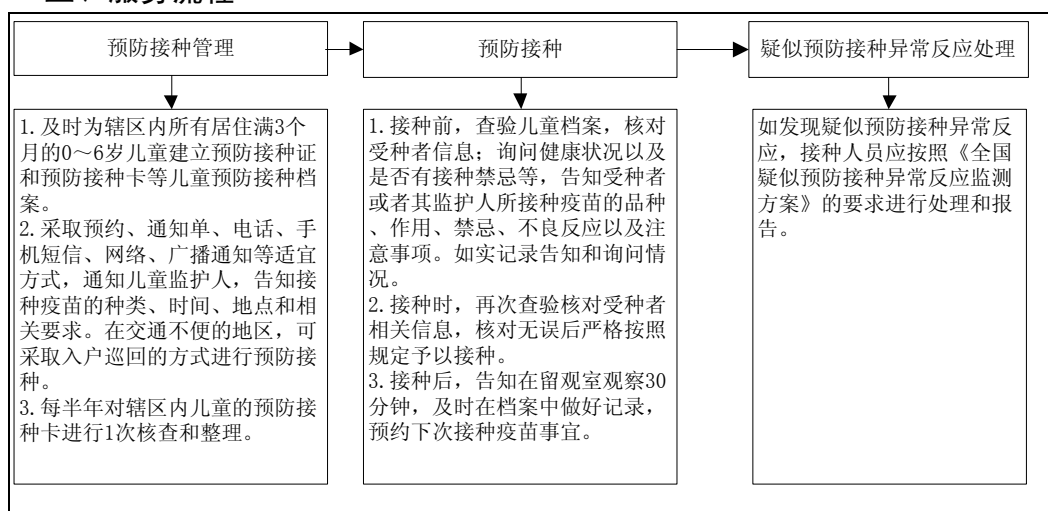 预防接种管理
预防接种
疑似预防接种异常反应处理
1.及时为辖区内所有居住满3个
月的0～6岁儿童建立预防接种证
和预防接种卡等儿童预防接种档
案。
2.采取预约、通知单、电话、手
机短信、网络、广播通知等适宜
方式，通知儿童监护人，告知接
种疫苗的种类、时间、地点和相
关要求。在交通不便的地区，可
采取入户巡回的方式进行预防接
种。
3.每半年对辖区内儿童的预防接
种卡进行1次核查和整理。
1.接种前，查验儿童档案，核对
受种者信息；询问健康状况以及
是否有接种禁忌等，告知受种者
或者其监护人所接种疫苗的品种
、作用、禁忌、不良反应以及注
意事项。如实记录告知和询问情
况。
2.接种时，再次查验核对受种者
相关信息，核对无误后严格按照
规定予以接种。
3.接种后，告知在留观室观察30
分钟，及时在档案中做好记录，
预约下次接种疫苗事宜。
如发现疑似预防接种异常反
应，接种人员应按照《全国
疑似预防接种异常反应监测
方案》的要求进行处理和报
告。